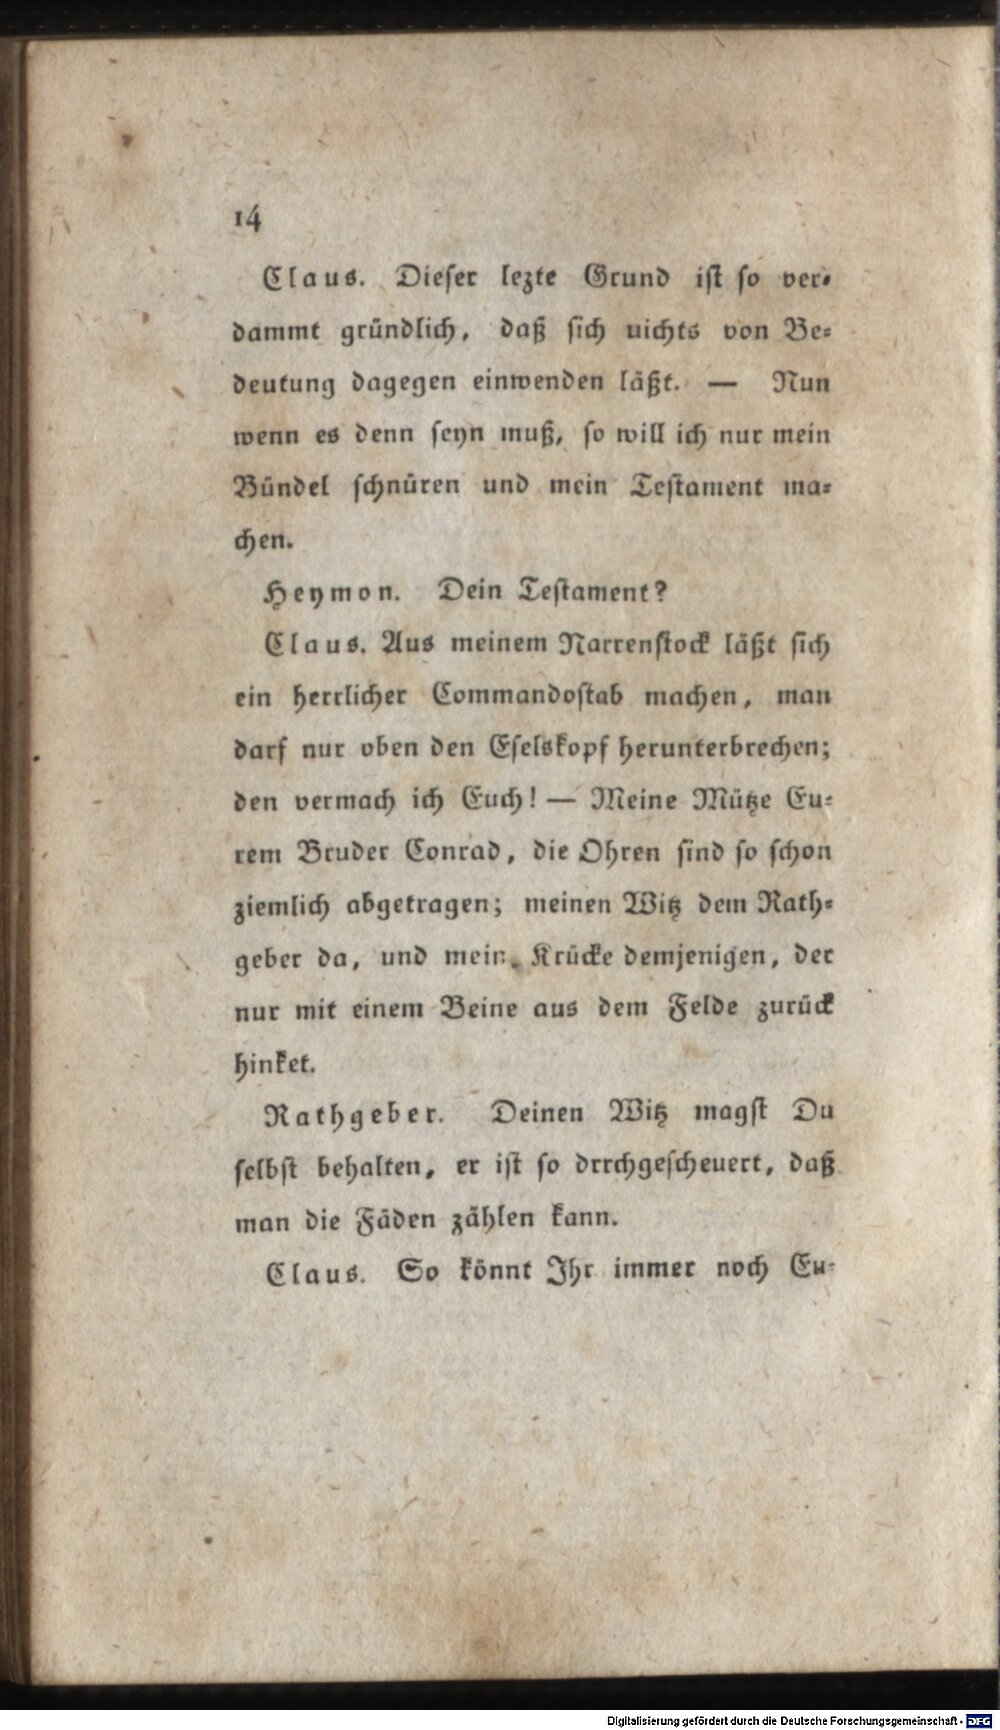 14
Claus. Dieser lezte Grund ist so ver-
dammt gründlich, daß sich uichts von Be-
deutung dagegen einwenden läßt. — Nun
wenn es denn seyn muß, so will ich nur mein
Bündel schnüren und mein Testament ma-
chen.
Heymon. Dein Testament?
Claus. Aus meinem Narrenstock läßt sich
ein herrlicher Commandostab machen, man
darf nur oben den Eselskopf herunterbrechen;
den vermach ich Euch! — Meine Mütze Eu-
rem Bruder Conrad, die Ohren sind so schon
ziemlich abgetragen; meinen Witz dem Rath-
geber da, und mein. Krücke demjenigen, der
nur mit einem Beine aus dem Felde zurück
hinket.
Rathgeber. Deinen Witz magst Du
selbst behalten, er ist so drrchgescheuert, daß
man die Fäden zählen kann.
Claus. So könnt Ihr immer noch Eu-
Digitalisierung gefördert durch die Deutsche Forschungsgemeinschaft - DFG